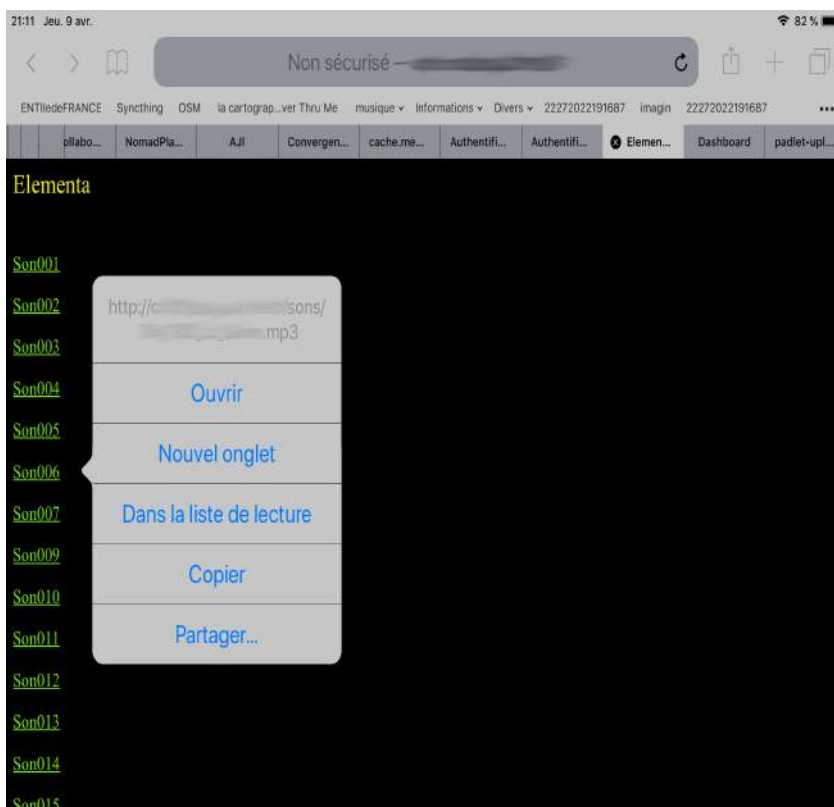 21:11 Jeu. 9 avr.
82 %
Non sécurisé —
ENTIledeFRANCE Syncthing OSM la cartograp...ver Thru Me musique Informations Divers 22272022191687 imagin 22272022191687 ...
ollabo... NomadPla... AJI Convergen... cache.me... Authentifi... Authentifi... Elemen... Dashboard padlet-upl...
Elementa
Son001
Son002
Son003
Son004
Son005
Son006
Son007
Son009
Son010
Son011
Son012
Son013
Son014
Son015
http:// /sons/
.mp3
Ouvrir
Nouvel onglet
Dans la liste de lecture
Copier
Partager...